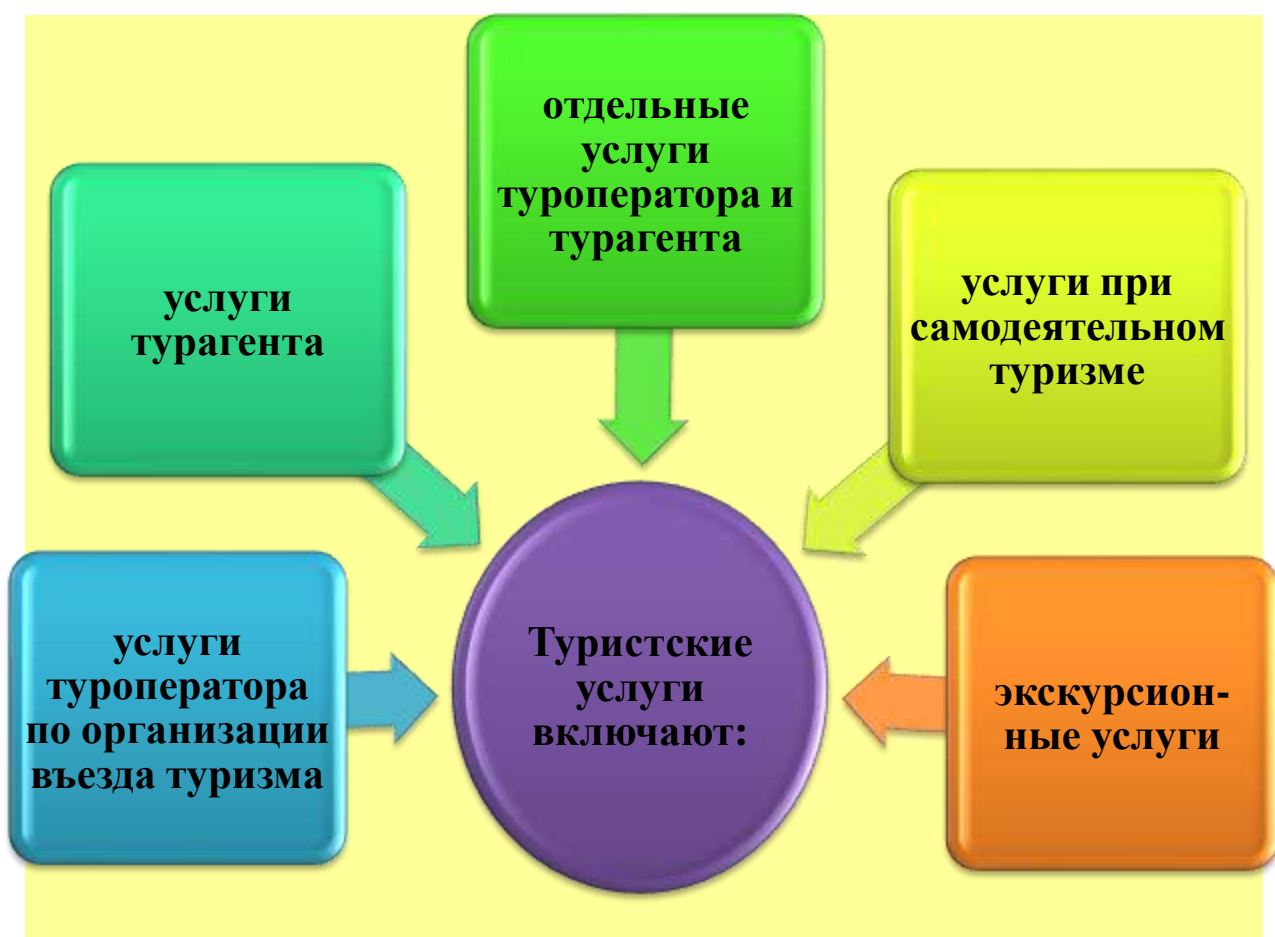 отдельные
услуги
туроператора и
турагента
услуги
турагента
услуги при
самодеятельном
туризме
услуги
туроператора
по организации
въезда туризма
Туристские
услуги
включают:
экскурсион-
ные услуги